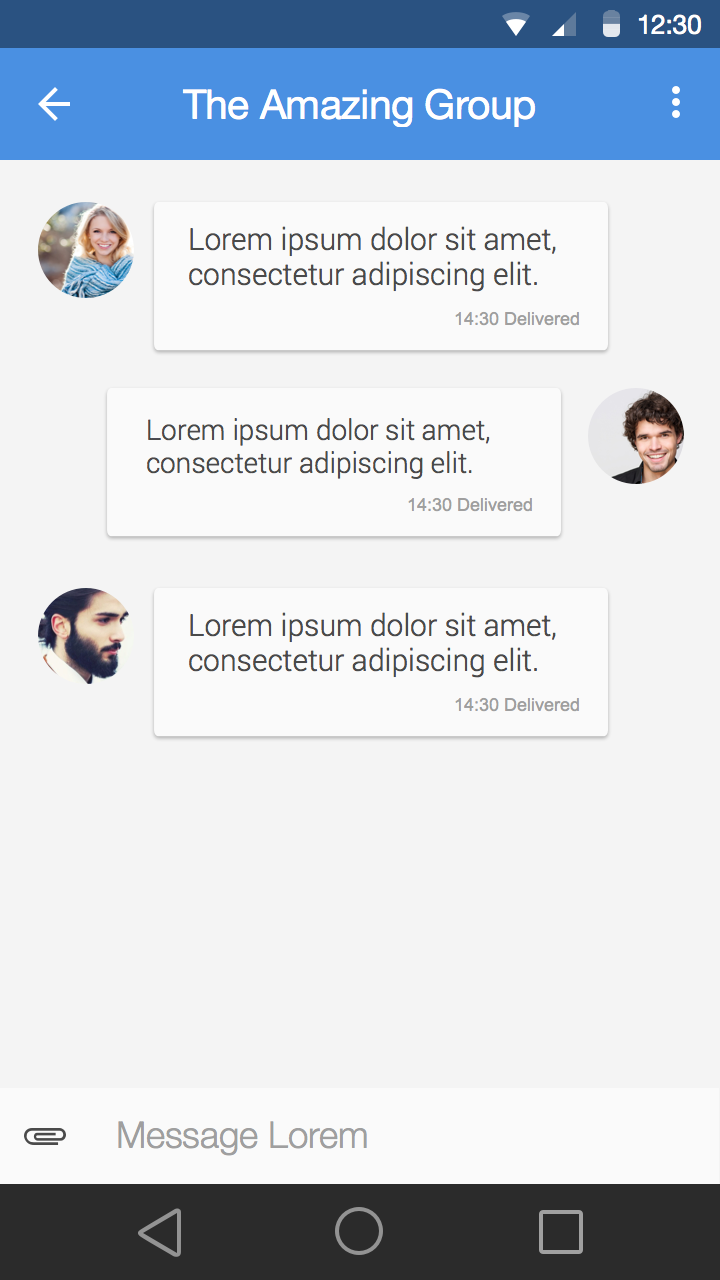 12:30
The Amazing Group
Lorem ipsum dolor sit amet,
consectetur adipiscing elit.
14:30 Delivered
Lorem ipsum dolor sit amet,
consectetur adipiscing elit.
14:30 Delivered
Lorem ipsum dolor sit amet,
consectetur adipiscing elit.
14:30 Delivered
Message Lorem